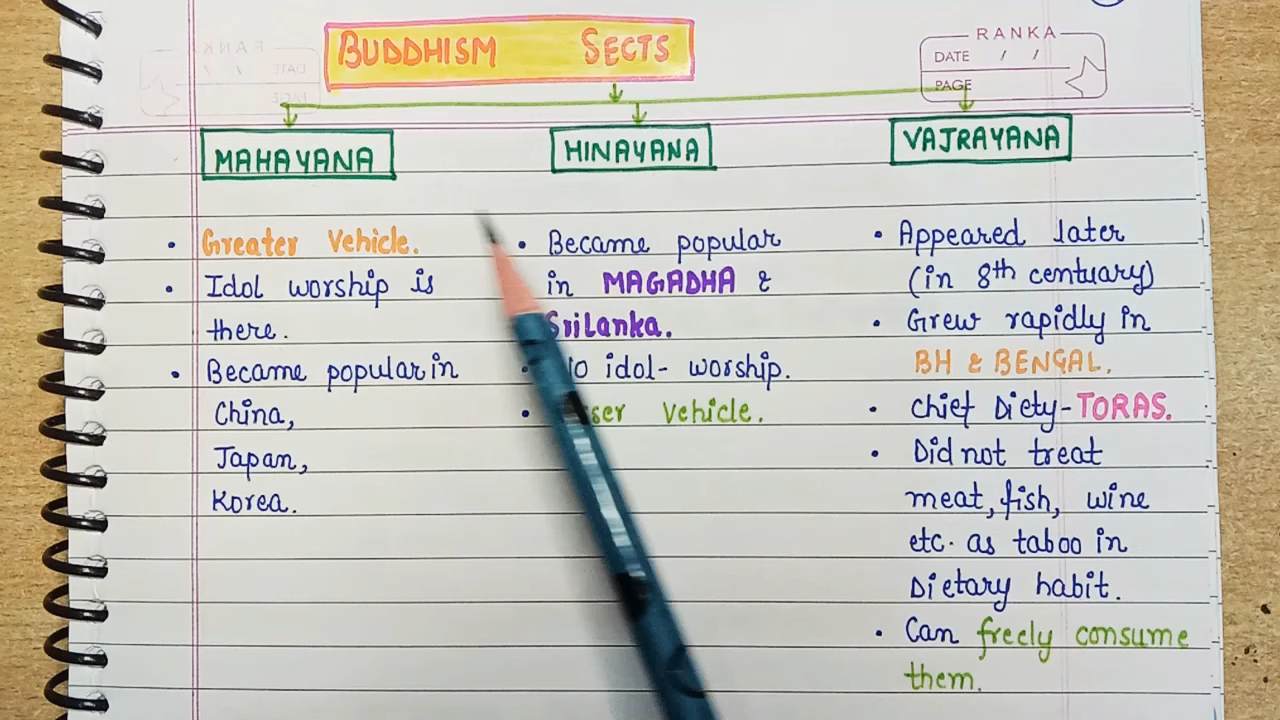 BUDDHISM SECTS
RANKA
DATE / /
PAGE
MAHAYANA
Greater Vehicle.
Idol worship is
there.
Became popular in
China,
Japan,
Korea.
HINAYANA
Became popular
in MAGADHA &
SriLanka.
idol- worship.
vehicle.
VAJRAYANA
Appeared later
(in 8th centuary)
Grew rapidly in
BH & BENGAL.
Chief Diety-TORAS.
Did not treat
meat, fish, wine
etc. as taboo in
Dietary habit.
Can freely consume
them.